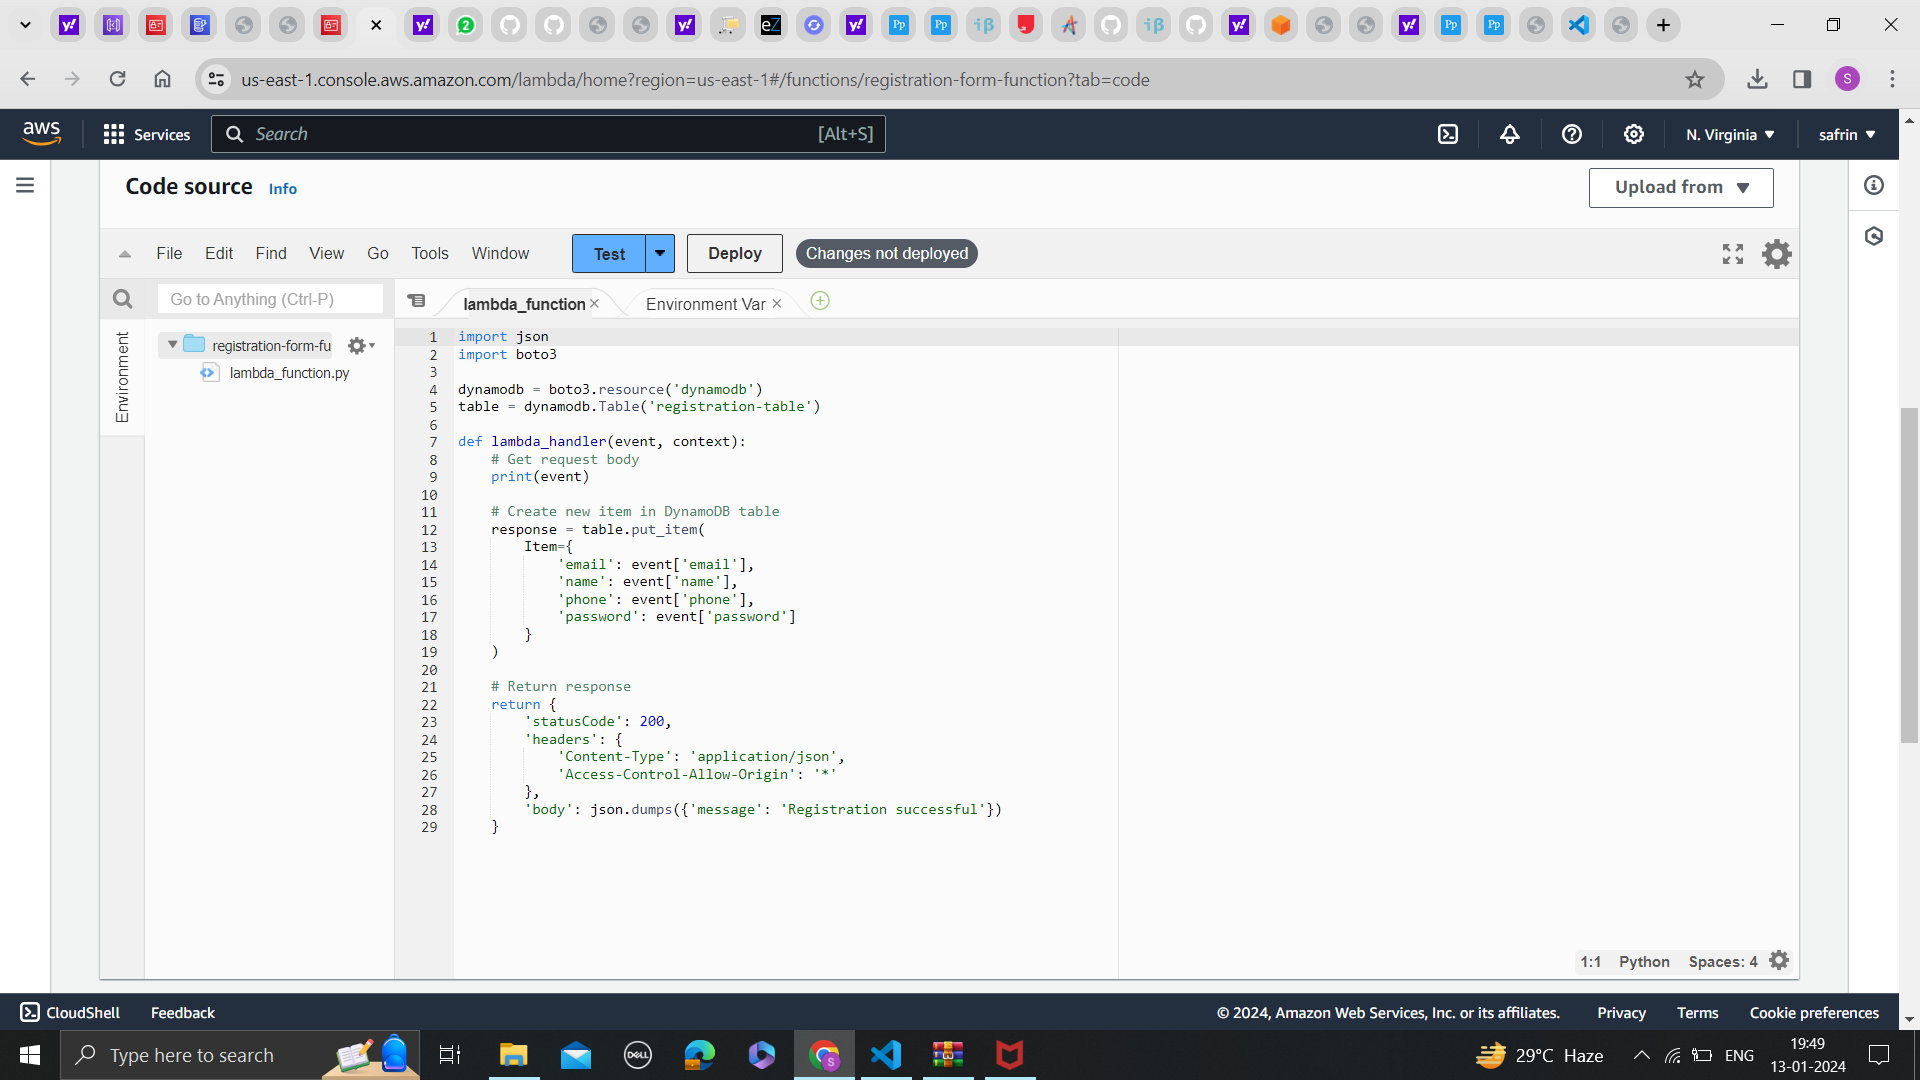 us-east-1.console.aws.amazon.com/lambda/home?region=us-east-1#/functions/registration-form-function?tab=code
S
aws
Services
Search
[Alt+S]
N. Virginia
safrin
Code source
Info
Upload from
File Edit Find View Go Tools Window
Test
Deploy
Changes not deployed
Go to Anything (Ctrl-P)
lambda_function
Environment Var
Environment
registration-form-fu
lambda_function.py
1 import json
2 import boto3
3
4 dynamodb = boto3.resource('dynamodb')
5 table = dynamodb.Table('registration-table')
6
7 def lambda_handler(event, context):
8 # Get request body
9 print(event)
10
11 # Create new item in DynamoDB table
12 response = table.put_item(
13 Item={
14 'email': event['email'],
15 'name': event['name'],
16 'phone': event['phone'],
17 'password': event['password']
18 }
19 )
20
21 # Return response
22 return {
23 'statusCode': 200,
24 'headers': {
25 'Content-Type': 'application/json',
26 'Access-Control-Allow-Origin': '*'
27 },
28 'body': json.dumps({'message': 'Registration successful'})
29 }
1:1 Python Spaces: 4
CloudShell
Feedback
© 2024, Amazon Web Services, Inc. or its affiliates.
Privacy
Terms
Cookie preferences
Type here to search
DELL
29°C Haze
ENG
19:49
13-01-2024